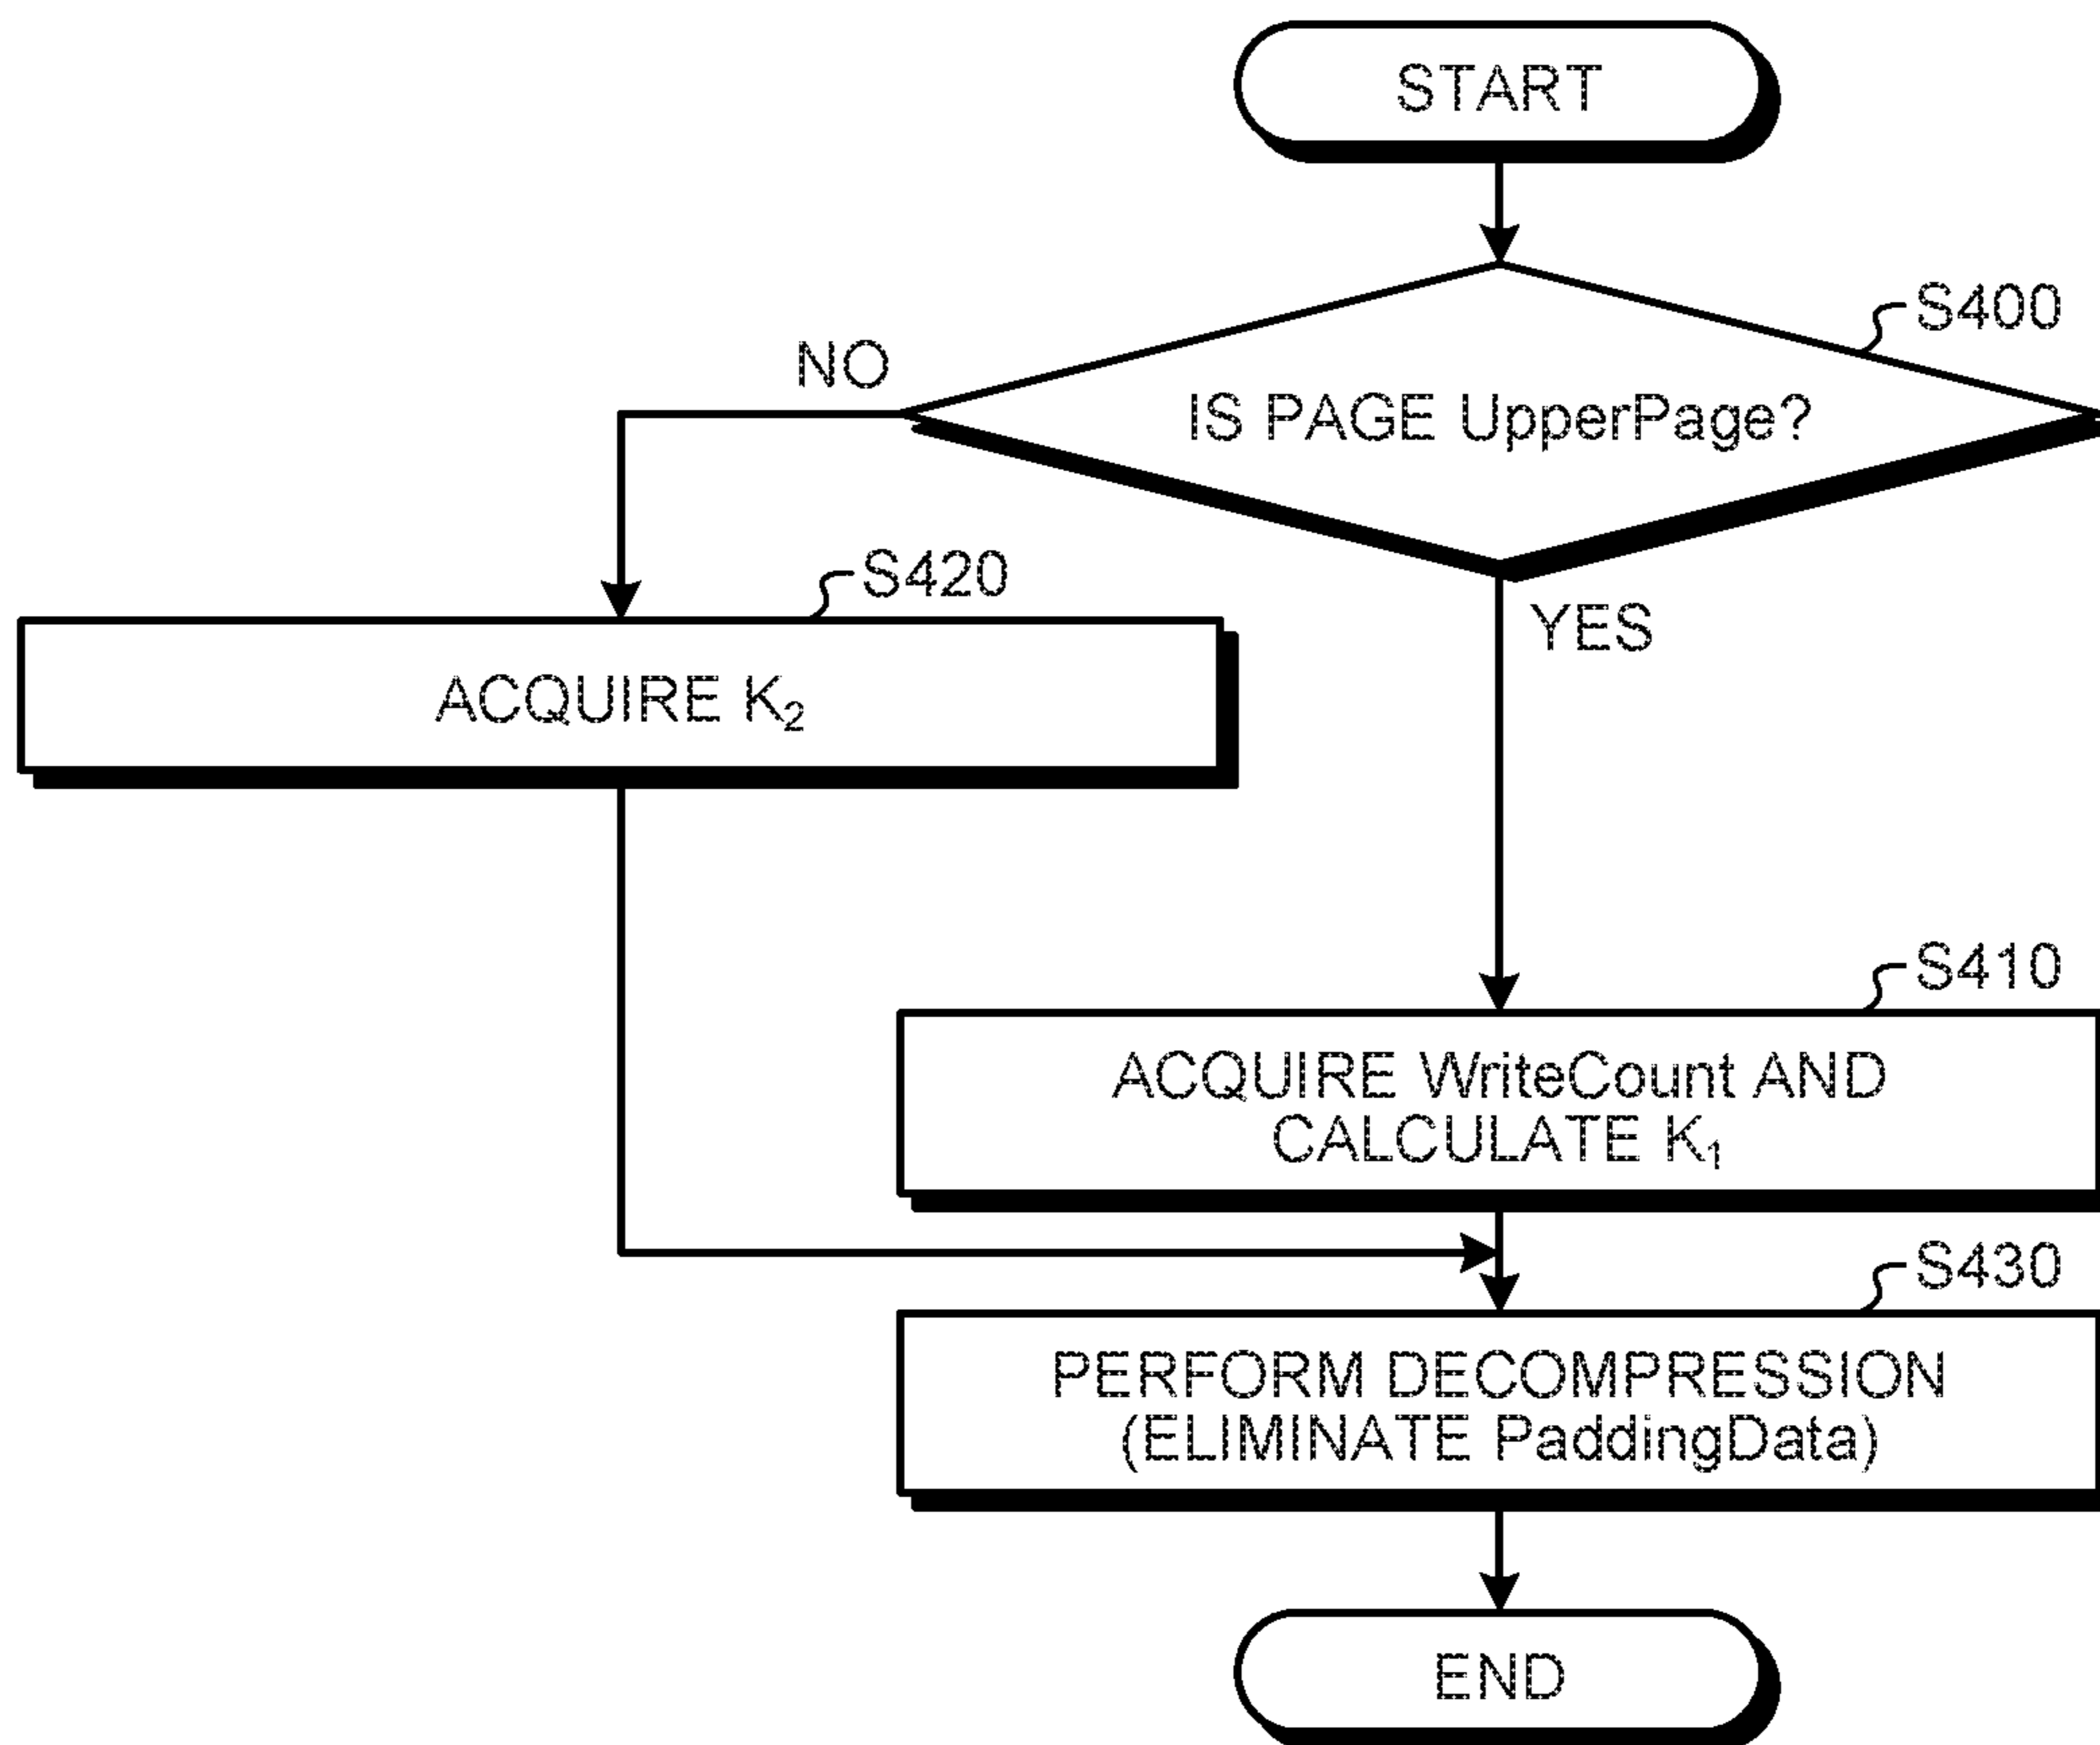 START
S400
NO
IS PAGE UpperPage?
S420
YES
ACQUIRE K₂
S410
ACQUIRE WriteCount AND
CALCULATE K₁
S430
PERFORM DECOMPRESSION
(ELIMINATE PaddingData)
END